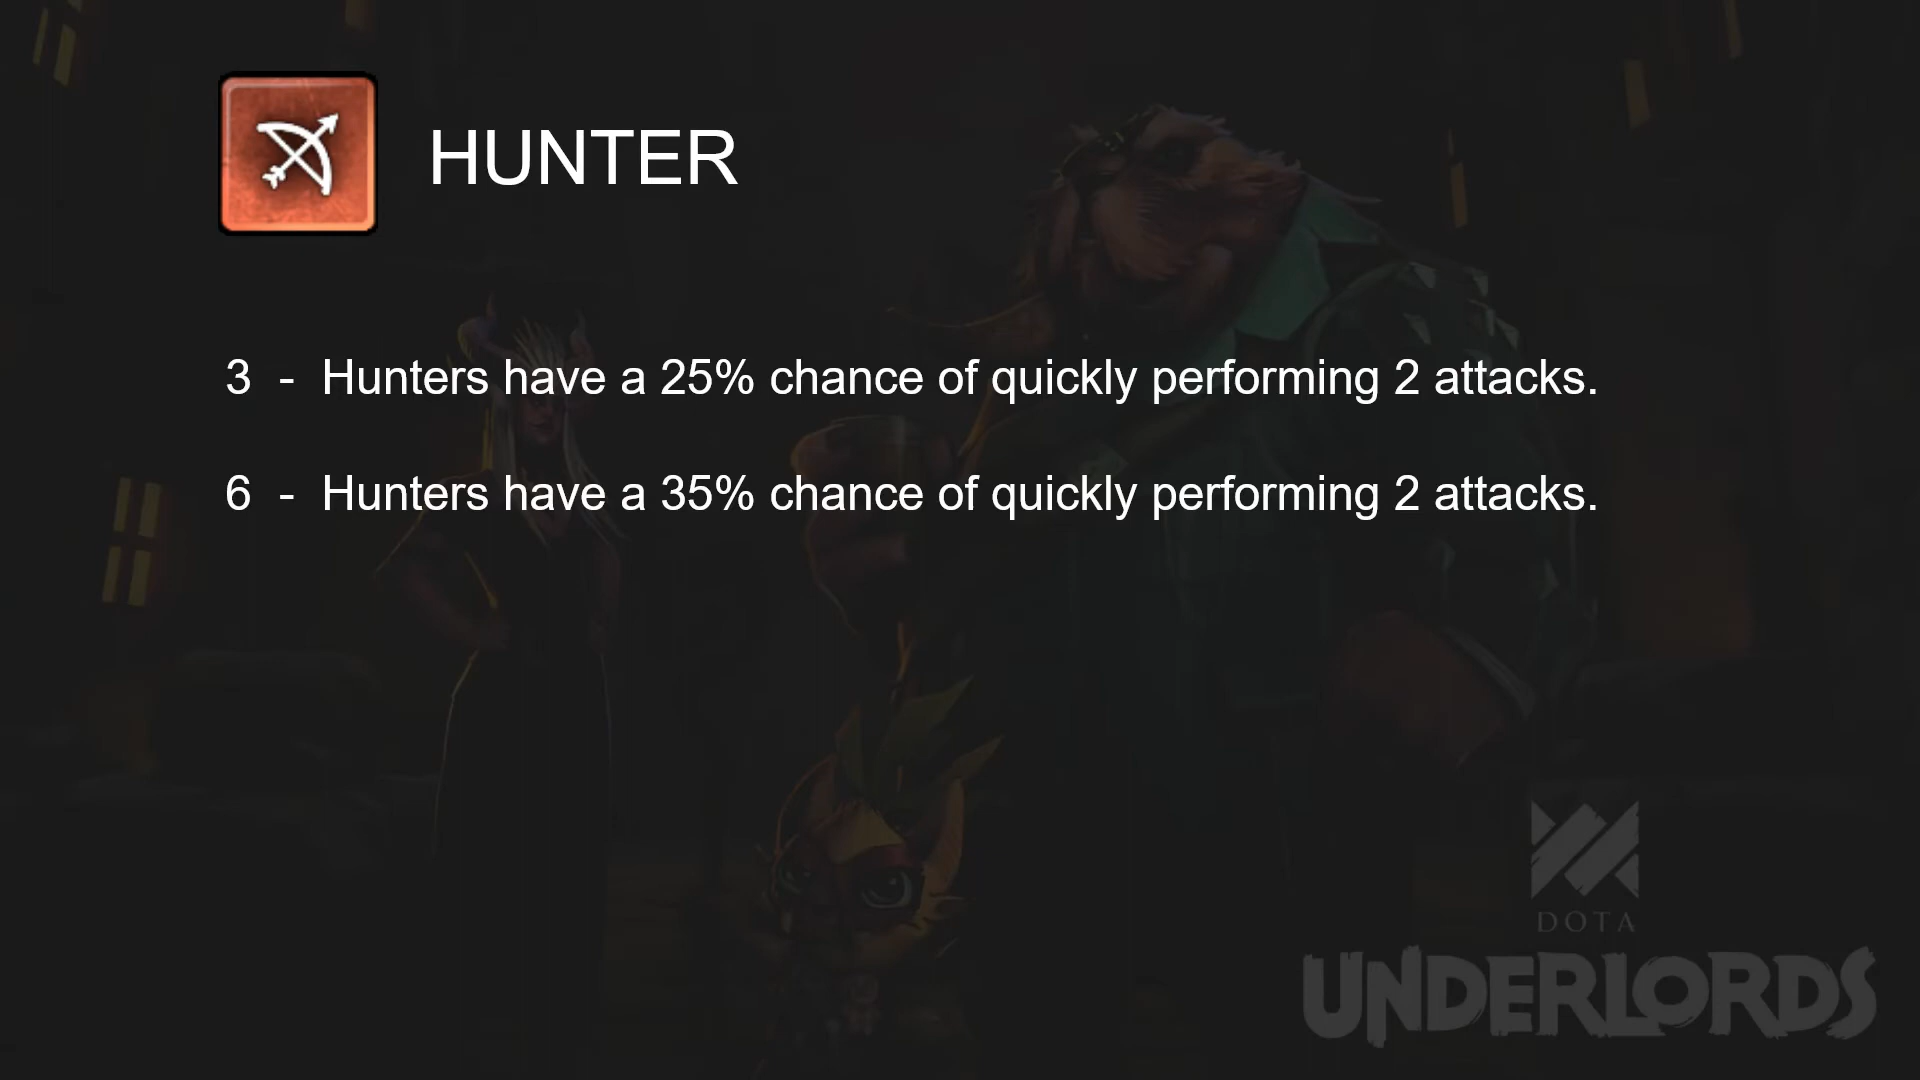 HUNTER
3 - Hunters have a 25% chance of quickly performing 2 attacks.
6 - Hunters have a 35% chance of quickly performing 2 attacks.
DOTA
UNDERLORDS